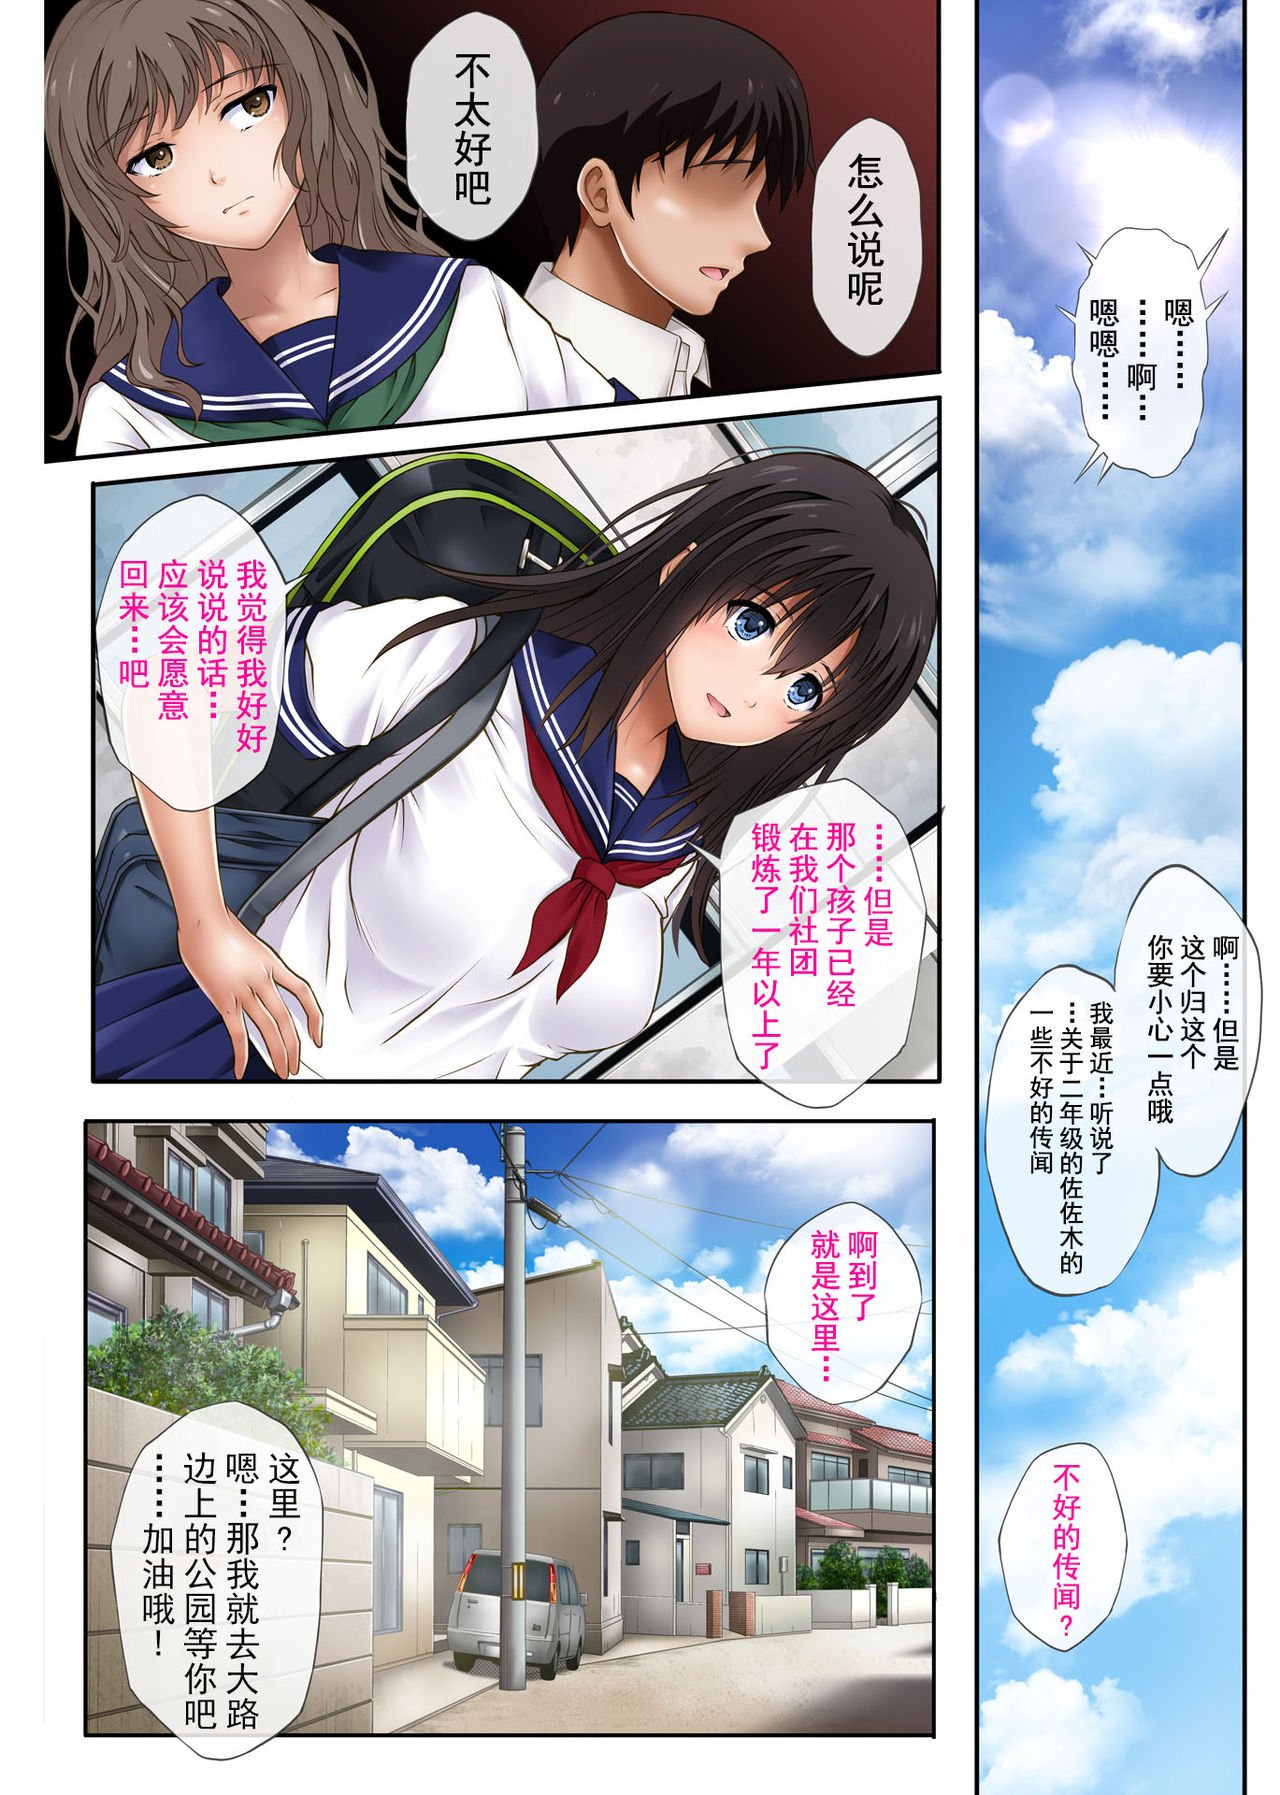 嗯……
……啊…
嗯嗯……
啊……但是
这个归这个
你要小心一点哦
我最近…听说了
…关于二年级的佐佐木的
一些不好的传闻
不好的传闻？
怎么说呢
不太好吧
……但是
那个孩子已经
在我们社团
锻炼了一年以上了
我觉得我好好
说说的话…
应该会愿意
回来…吧
啊到了
就是这里…
这里？
嗯…那我就去大路
边上的公园等你吧
……加油哦！